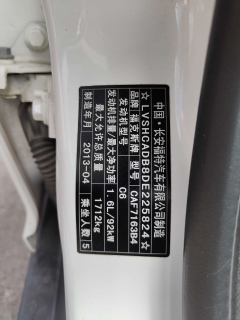 中国·长安福特汽车有限公司制造
★LVSHCADB8DE225824★
品牌 福克斯牌 型号 CAF7163B4
发动机型号 C6
发动机排量/最大净功率 1.6L/92kW
最大允许总质量 1712kg
制造年月 2013-04 乘坐人数 5